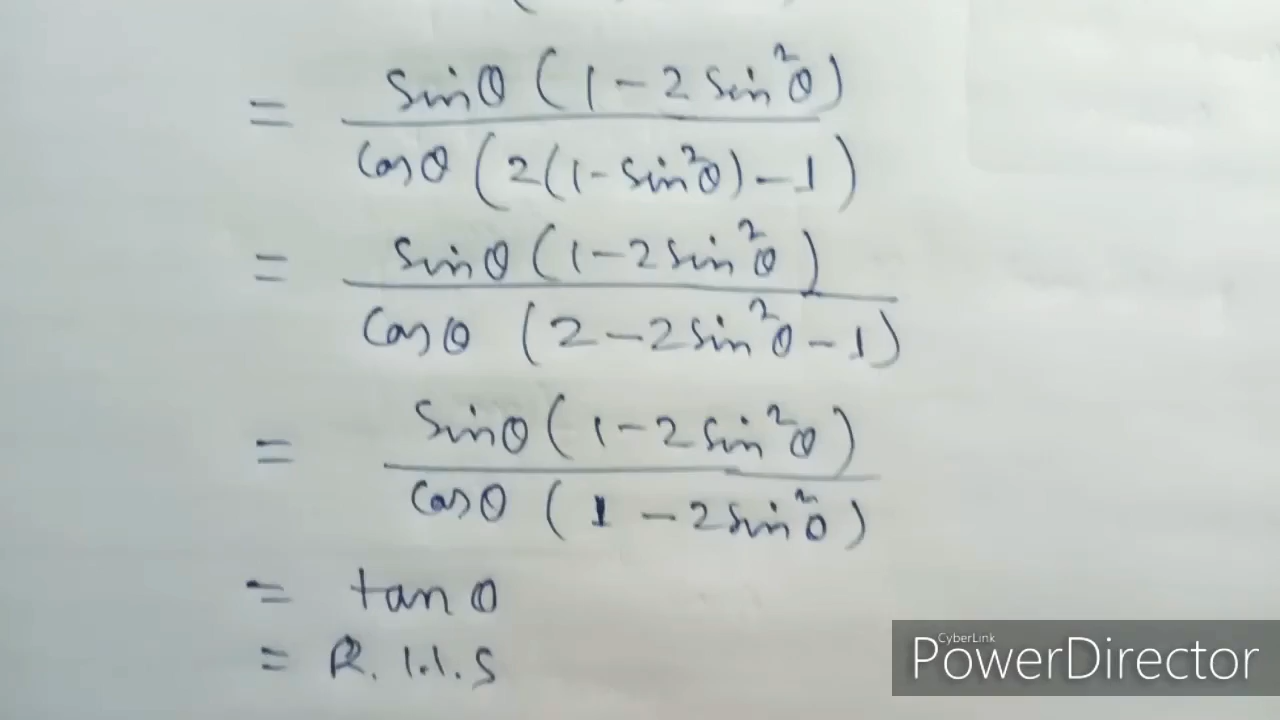 = sinθ (1 - 2 sin²θ)
cosθ (2(1 - sin²θ) - 1)
= sinθ (1 - 2 sin²θ)
cosθ (2 - 2 sin²θ - 1)
= sinθ (1 - 2 sin²θ)
cosθ (1 - 2 sin²θ)
= tan θ
= R.H.S
CyberLink
PowerDirector